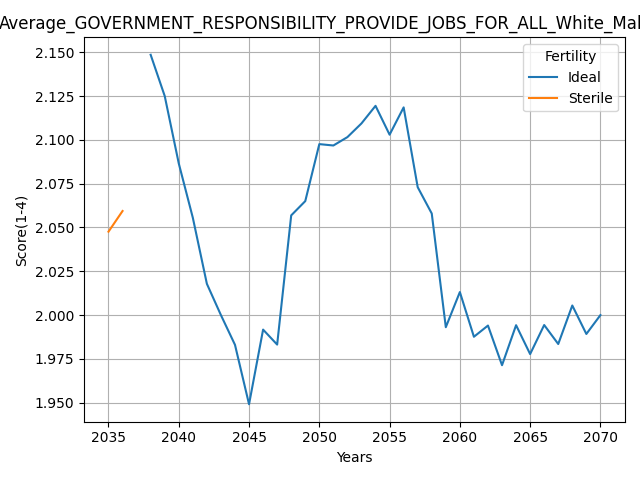 Average_GOVERNMENT_RESPONSIBILITY_PROVIDE_JOBS_FOR_ALL_White_Mal
Fertility
Ideal
Sterile
2.150
2.125
2.100
2.075
2.050
2.025
2.000
1.975
1.950
Score(1-4)
2035 2040 2045 2050 2055 2060 2065 2070
Years